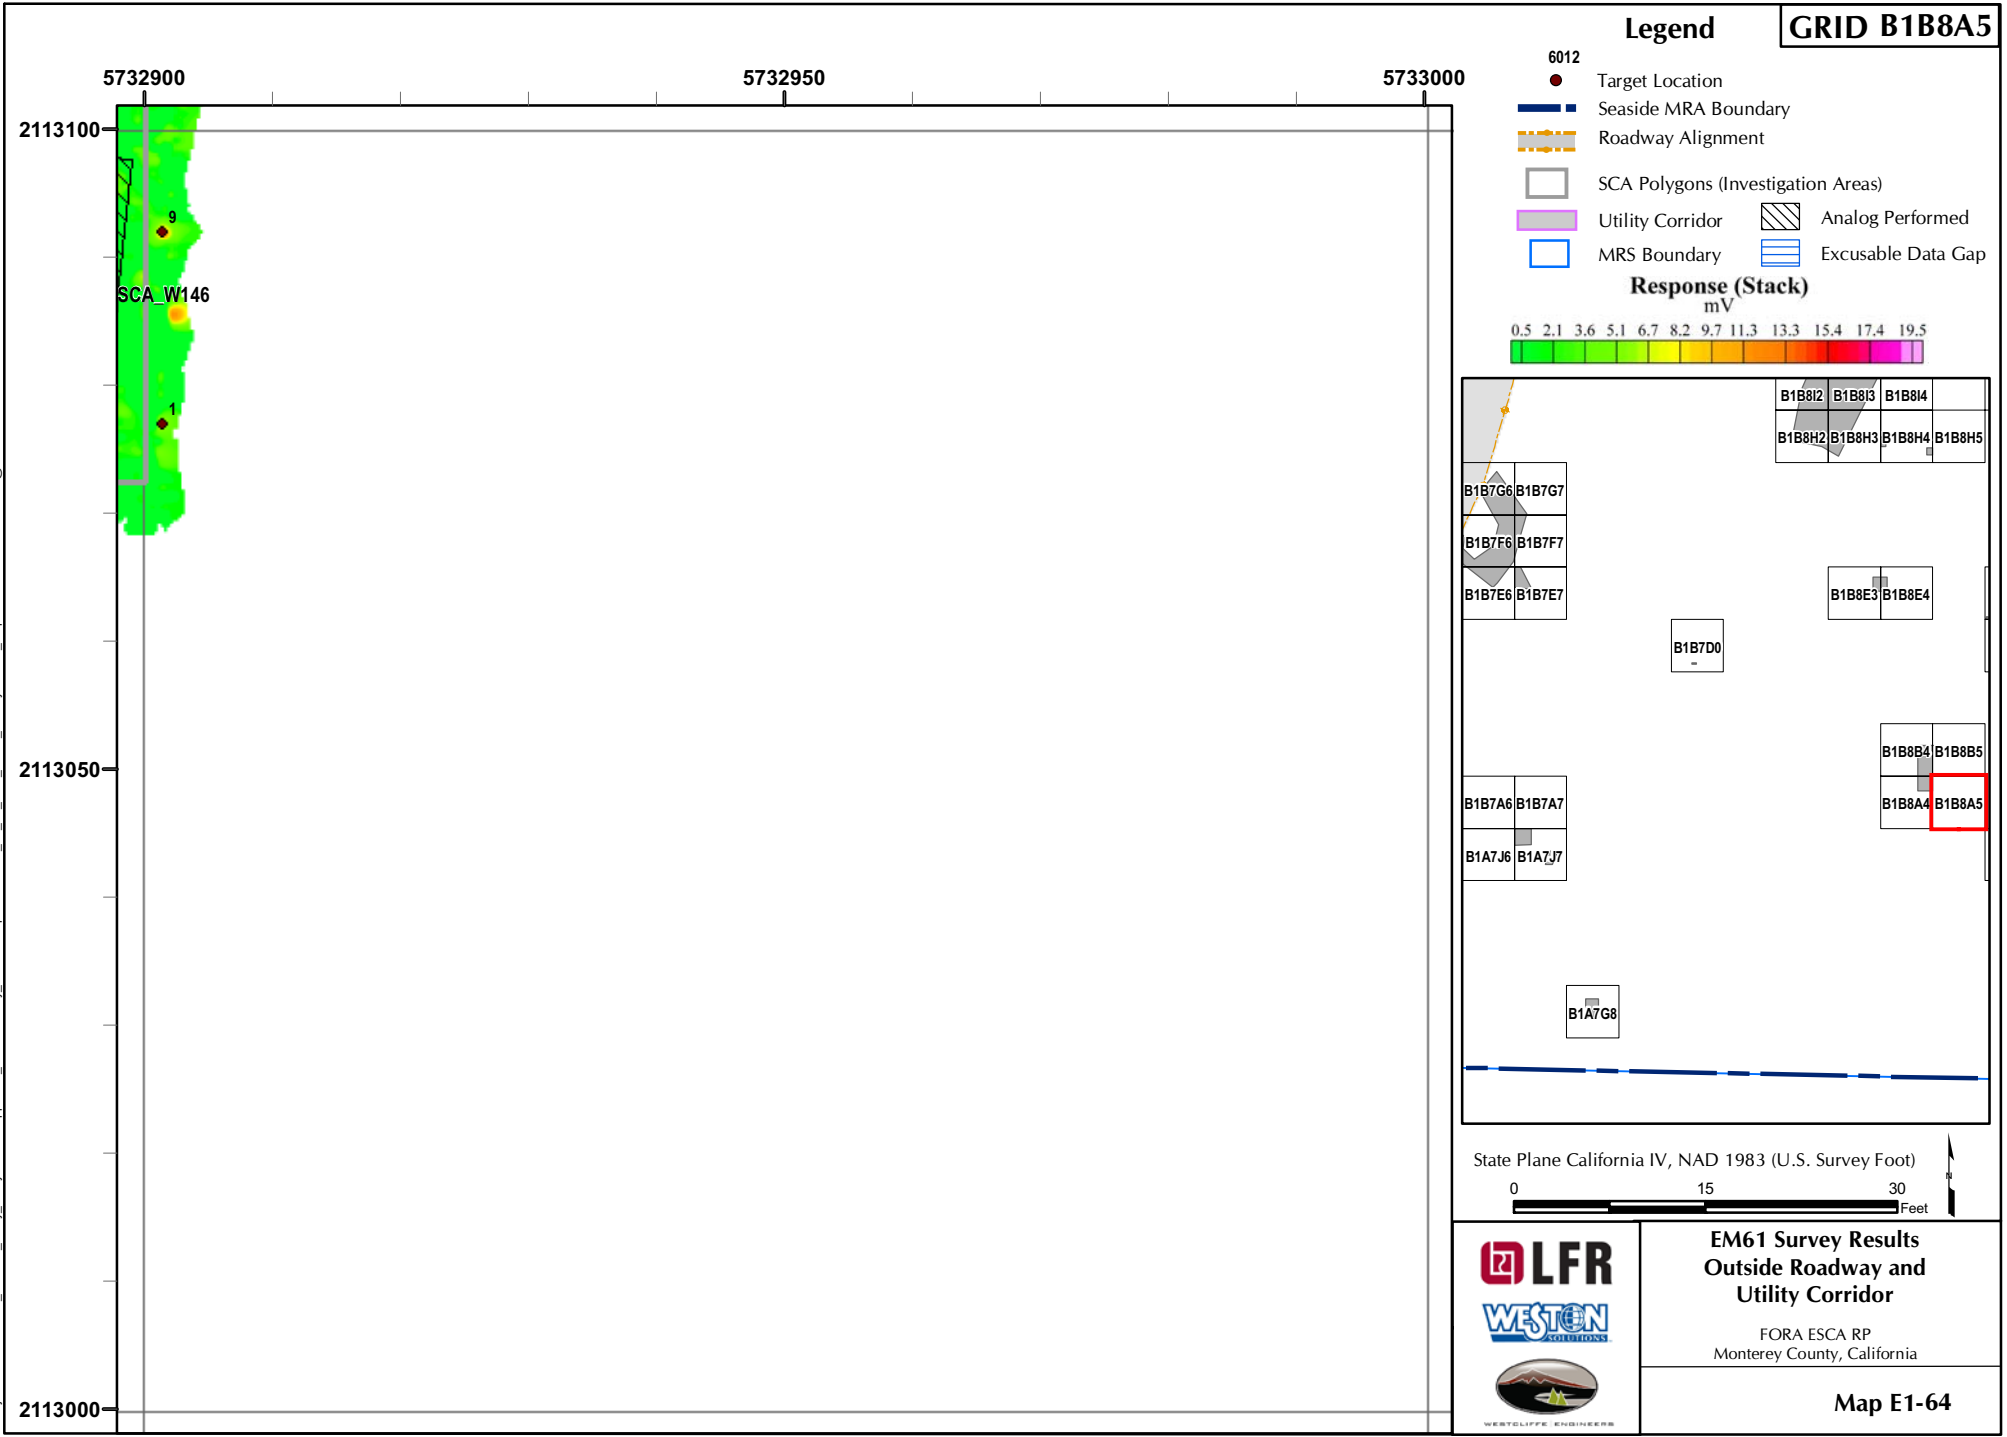 GRID B1B8A5
Legend
6012
Target Location
Seaside MRA Boundary
Roadway Alignment
SCA Polygons (Investigation Areas)
Utility Corridor
Analog Performed
MRS Boundary
Excusable Data Gap
Response (Stack)
mV
0.5 2.1 3.6 5.1 6.7 8.2 9.7 11.3 13.3 15.4 17.4 19.5
5732900 5732950 5733000
2113100
9
SCA_W146
1
2113050
2113000
B1B8I2 B1B8I3 B1B8I4
B1B8H2 B1B8H3 B1B8H4 B1B8H5
B1B7G6 B1B7G7
B1B7F6 B1B7F7
B1B7E6 B1B7E7 B1B8E3 B1B8E4
B1B7D0
B1B8B4 B1B8B5
B1B7A6 B1B7A7 B1B8A4 B1B8A5
B1A7J6 B1A7J7
B1A7G8
State Plane California IV, NAD 1983 (U.S. Survey Foot)
N
0 15 30
Feet
LFR
WESTON
SOLUTIONS
WESTCLIFFE ENGINEERS
EM61 Survey Results
Outside Roadway and
Utility Corridor
FORA ESCA RP
Monterey County, California
Map E1-64